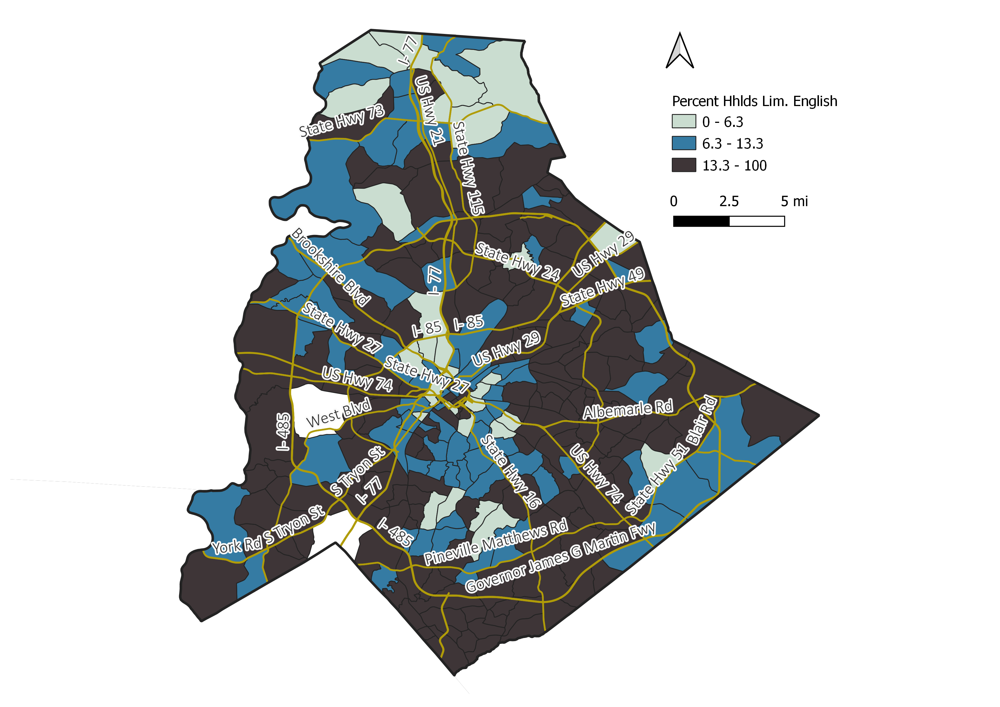 I- 77
US Hwy 21
State Hwy 73
State Hwy 115
Percent Hhlds Lim. English
0 - 6.3
6.3 - 13.3
13.3 - 100
0 2.5 5 mi
Brookshire Blvd
State Hwy 24
US Hwy 29
State Hwy 49
I- 77
State Hwy 27
I- 85
I- 85
US Hwy 29
State Hwy 27
US Hwy 74
West Blvd
Albemarle Rd
Blair Rd
I- 485
State Hwy 51
State Hwy 16
US Hwy 74
S Tryon St
I- 77
York Rd
S Tryon St
I- 485
Pineville Matthews Rd
Governor James G Martin Fwy